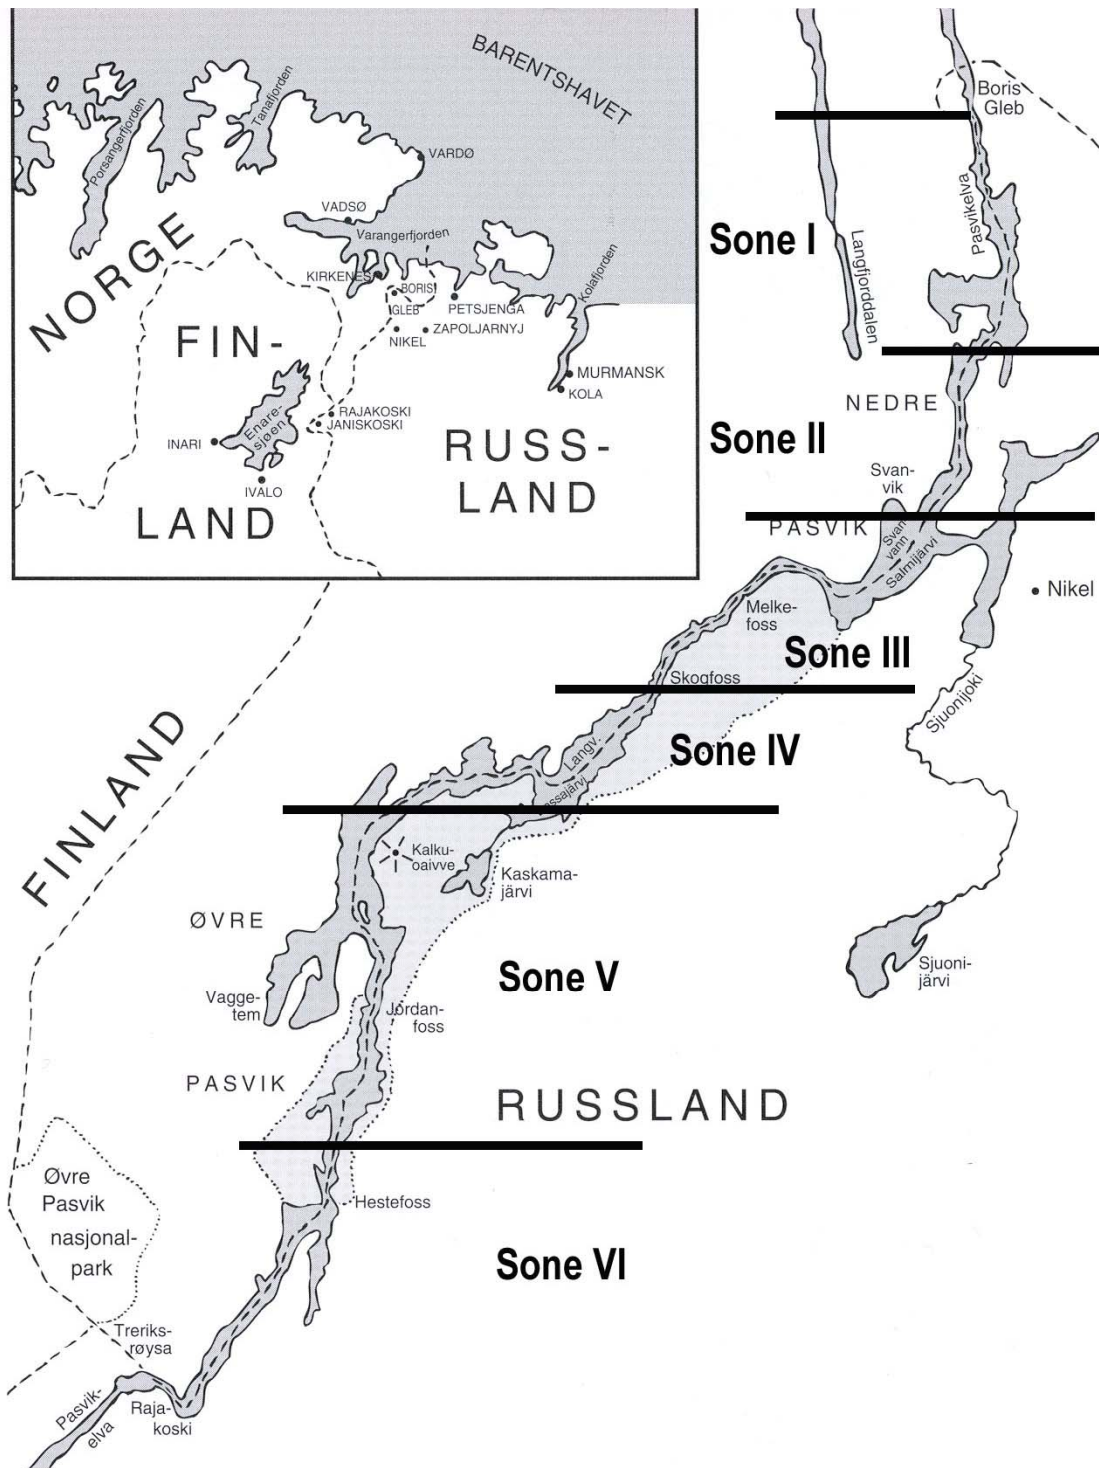 BARENTSHAVET
Porsangerfjorden
Tanafjorden
VARDØ
VADSØ
Varangerfjorden
NORGE
KIRKENES
BORIS
GLEB
PETSJENGA
Kolafjorden
NIKEL
ZAPOLJARNYJ
FIN-
LAND
MURMANSK
KOLA
RAJAKOSKI
JANISKOSKI
Enare-
sjøen
INARI
IVALO
RUSS-
LAND
Boris
Gleb
Pasvikelva
Sone I
Langfjorddalen
NEDRE
Sone II
Svan-
vik
PASVIK
Svan-
vann
Salmijärvi
Nikel
Melke-
foss
Sone III
Skogfoss
Sjuonijoki
FINLAND
Langv.
Sone IV
Kalku-
oaivve
Kaskama-
järvi
ØVRE
Sjuoni-
järvi
Sone V
Vagge-
tem
Jordan-
foss
PASVIK
RUSSLAND
Øvre
Pasvik
nasjonal-
park
Hestefoss
Sone VI
Treriks-
røysa
Pasvik-
elva
Raja-
koski